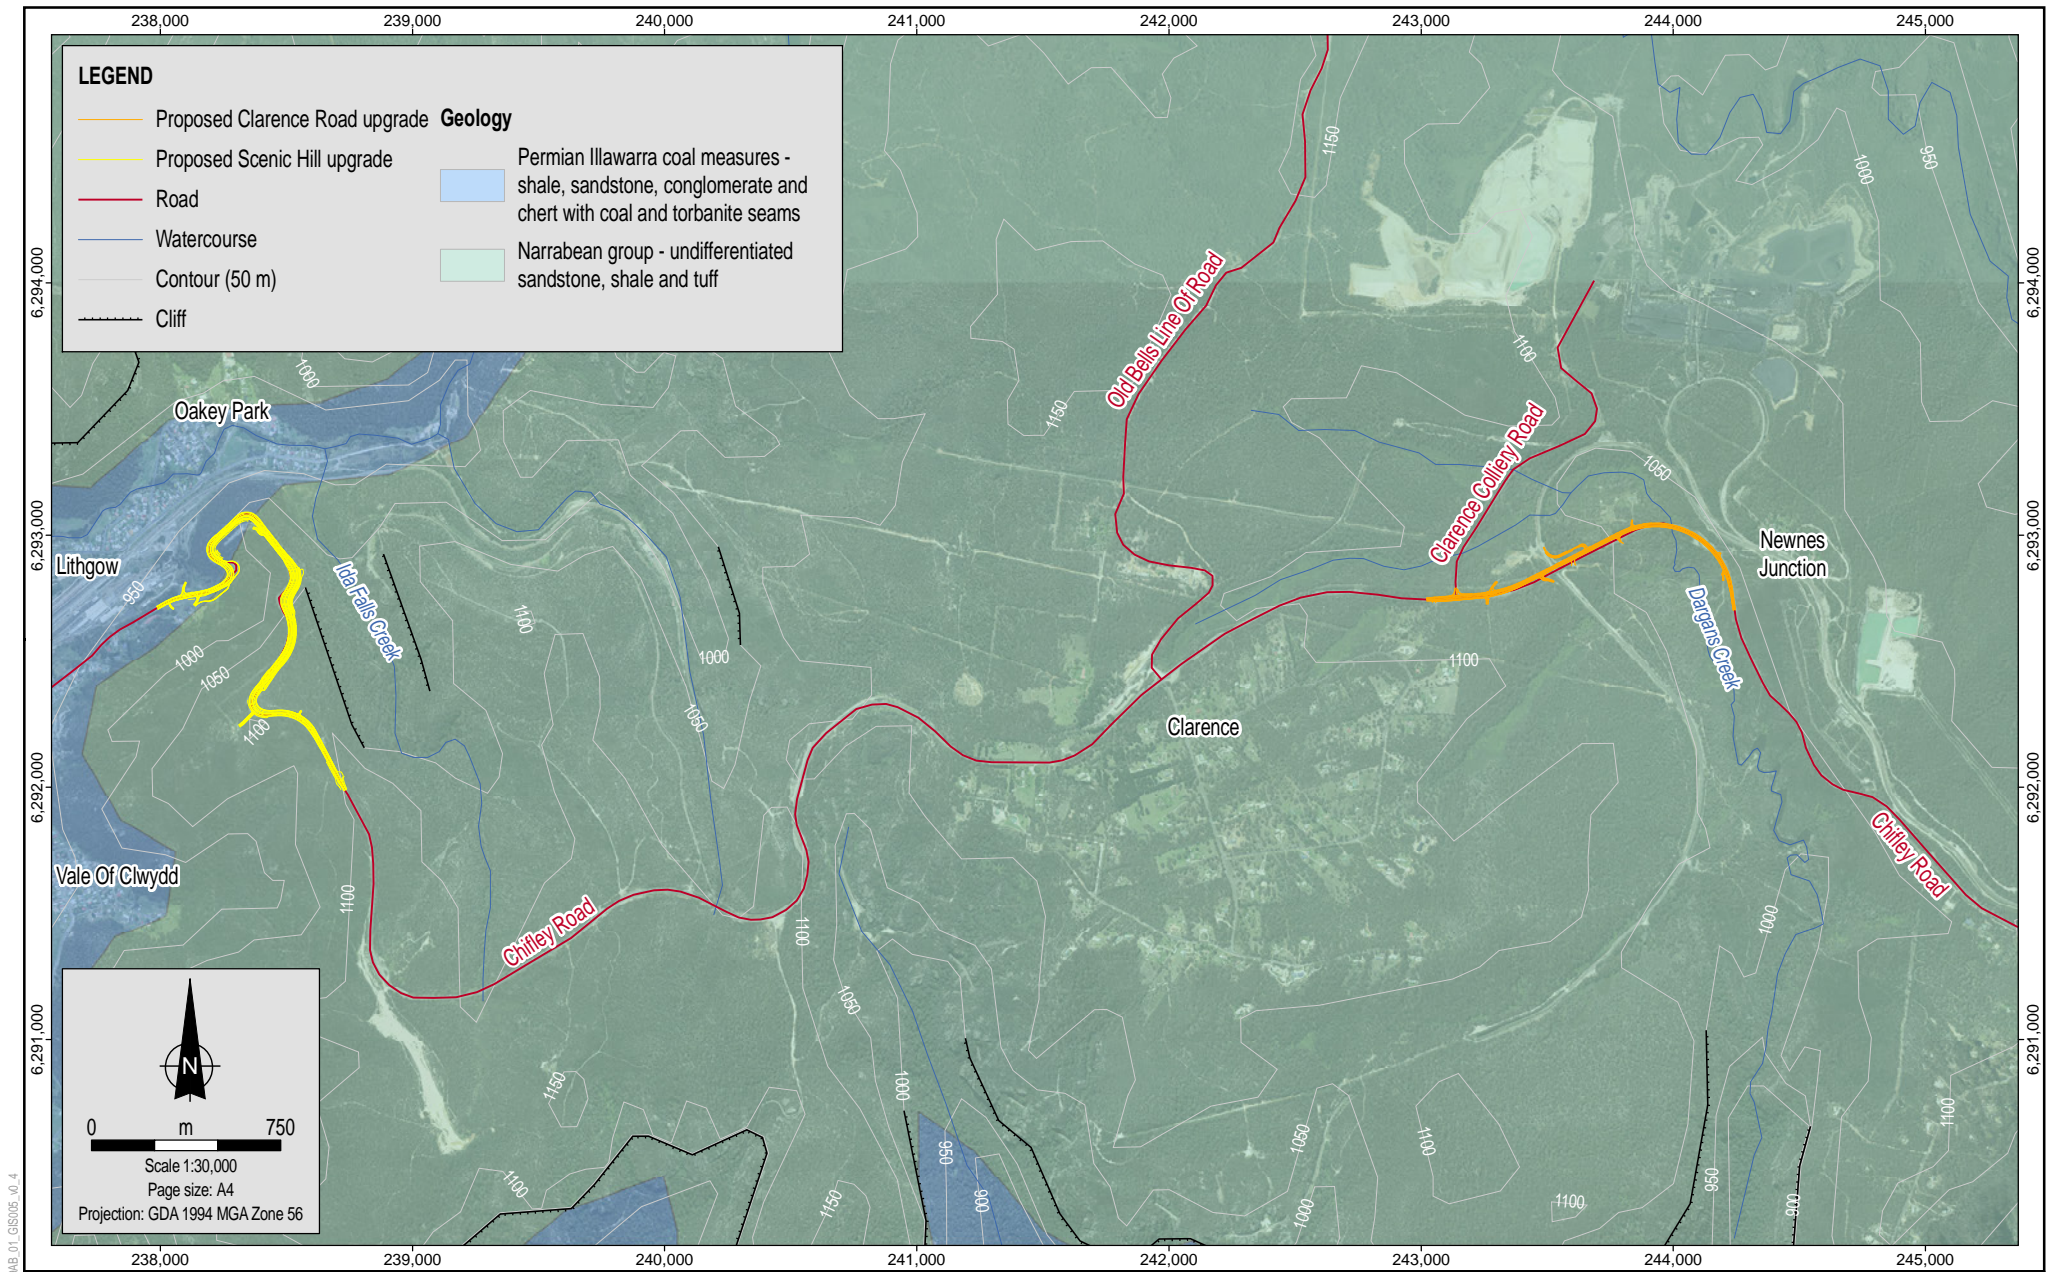 238,000
239,000
240,000
241,000
242,000
243,000
244,000
245,000
LEGEND
Proposed Clarence Road upgrade
Proposed Scenic Hill upgrade
Road
Watercourse
Contour (50 m)
Cliff
Geology
Permian Illawarra coal measures -
shale, sandstone, conglomerate and
chert with coal and torbanite seams
Narrabean group - undifferentiated
sandstone, shale and tuff
1150
1000
950
6,294,000
6,294,000
Old Bells Line Of Road
1100
1000
1150
Oakey Park
Clarence Colliery Road
1050
6,293,000
6,293,000
Lithgow
950
Ida Falls Creek
Newnes
Junction
Dargans Creek
1100
1000
1000
1050
1100
1100
1050
Clarence
6,292,000
6,292,000
Vale Of Clwydd
1100
Chifley Road
Chifley Road
1100
1000
1050
6,291,000
6,291,000
N
0
m
750
Scale 1:30,000
Page size: A4
Projection: GDA 1994 MGA Zone 56
1150
1000
1100
950
1050
1100
1100
950
1150
900
1000
1100
900
IAB_01_GIS005_v0_4
238,000
239,000
240,000
241,000
242,000
243,000
244,000
245,000